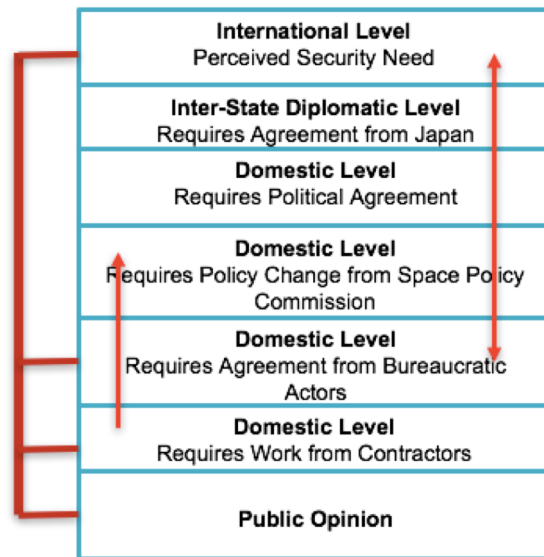 International Level
Perceived Security Need
Inter-State Diplomatic Level
Requires Agreement from Japan
Domestic Level
Requires Political Agreement
Domestic Level
Requires Policy Change from Space Policy
Commission
Domestic Level
Requires Agreement from Bureaucratic
Actors
Domestic Level
Requires Work from Contractors
Public Opinion